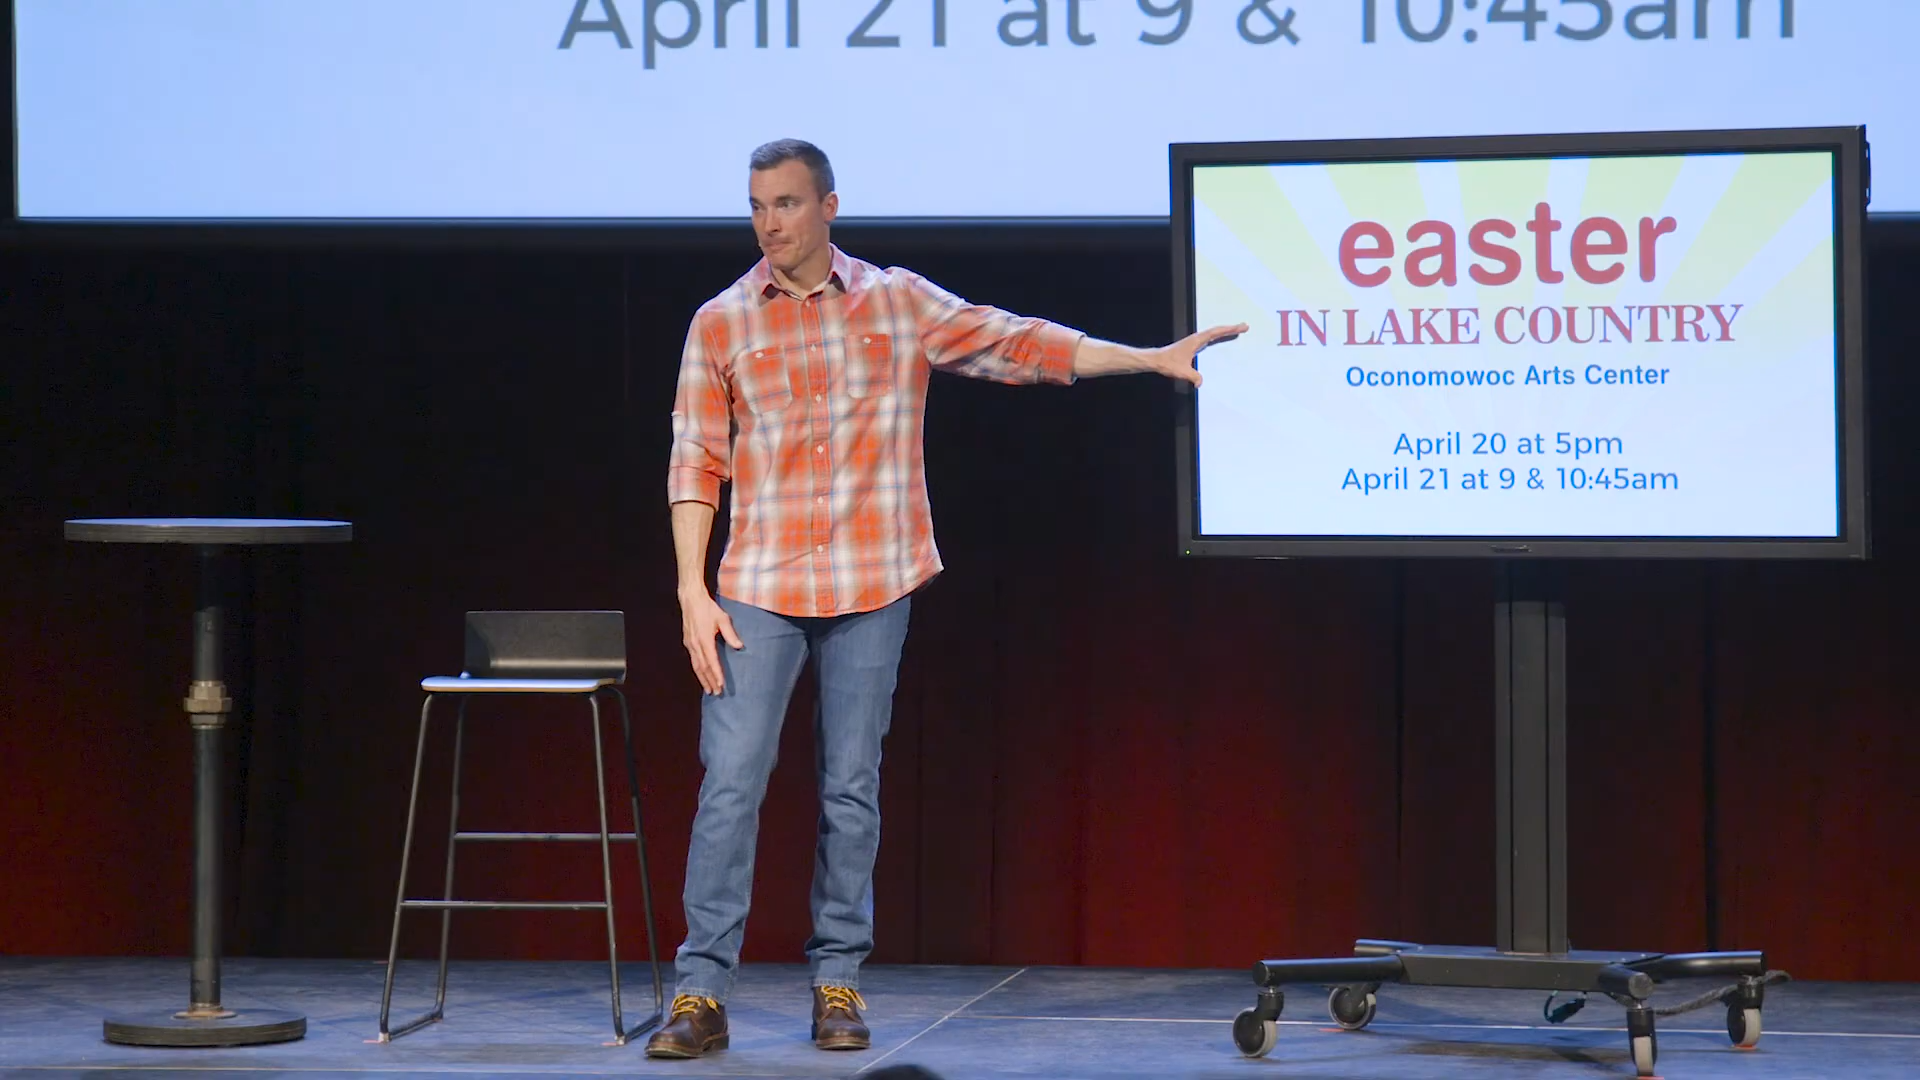 April 21 at 9 & 10:45am
easter
IN LAKE COUNTRY
Oconomowoc Arts Center
April 20 at 5pm
April 21 at 9 & 10:45am